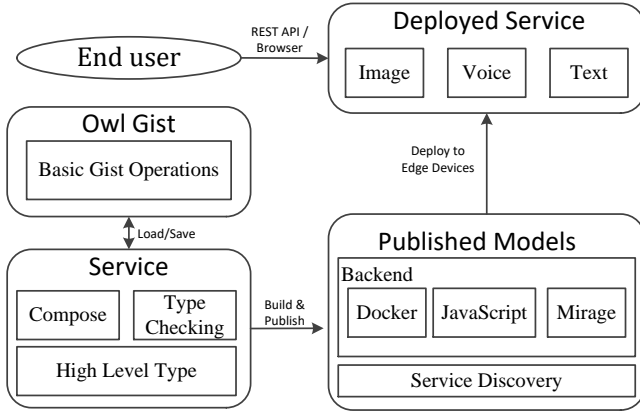 End user
REST API /
Browser
Deployed Service
Image
Voice
Text
Owl Gist
Basic Gist Operations
Load/Save
Deploy to
Edge Devices
Service
Compose
Type
Checking
High Level Type
Build &
Publish
Published Models
Backend
Docker
JavaScript
Mirage
Service Discovery